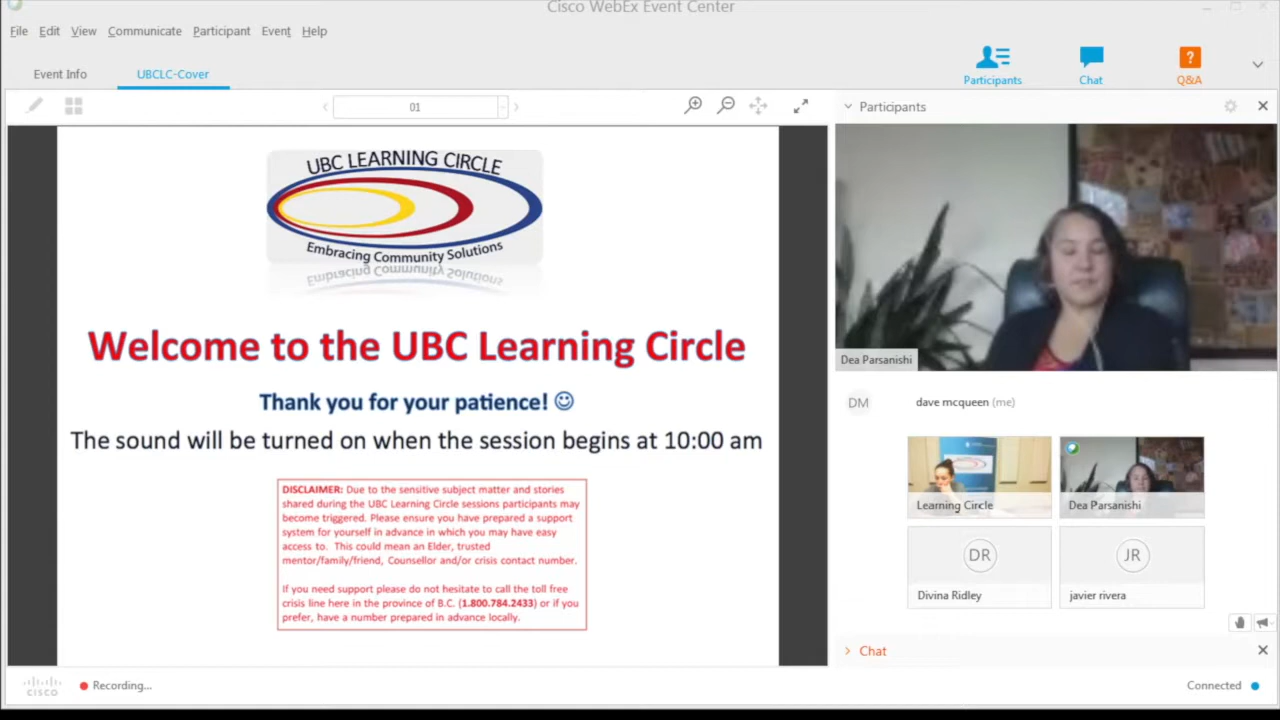 Cisco WebEx Event Center
File Edit View Communicate Participant Event Help
Event Info UBCLC-Cover
Participants Chat Q&A
01
Participants
UBC LEARNING CIRCLE
Embracing Community Solutions
Embracing Community Solutions
Welcome to the UBC Learning Circle
Thank you for your patience! ☺
The sound will be turned on when the session begins at 10:00 am
DISCLAIMER: Due to the sensitive subject matter and stories
shared during the UBC Learning Circle sessions participants may
become triggered. Please ensure you have prepared a support
system for yourself in advance in which you may have easy
access to. This could mean an Elder, trusted
mentor/family/friend, Counsellor and/or crisis contact number.
If you need support please do not hesitate to call the toll free
crisis line here in the province of B.C. (1.800.784.2433) or if you
prefer, have a number prepared in advance locally.
Dea Parsanishi
DM dave mcqueen (me)
Learning Circle
Dea Parsanishi
DR
Divina Ridley
JR
javier rivera
Chat
cisco
Recording...
Connected